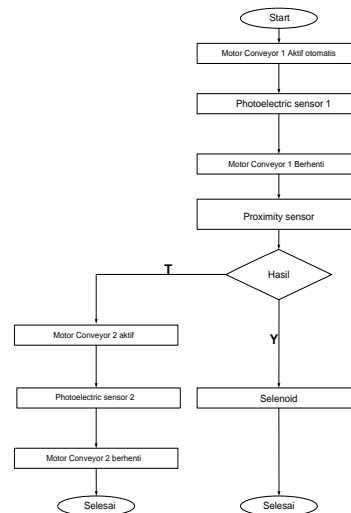 Start
Motor Conveyor 1 Aktif otomatis
Photoelectric sensor 1
Motor Conveyor 1 Berhenti
Proximity sensor
Hasil
T
Y
Motor Conveyor 2 aktif
Photoelectric sensor 2
Selenoid
Motor Conveyor 2 berhenti
Selesai
Selesai